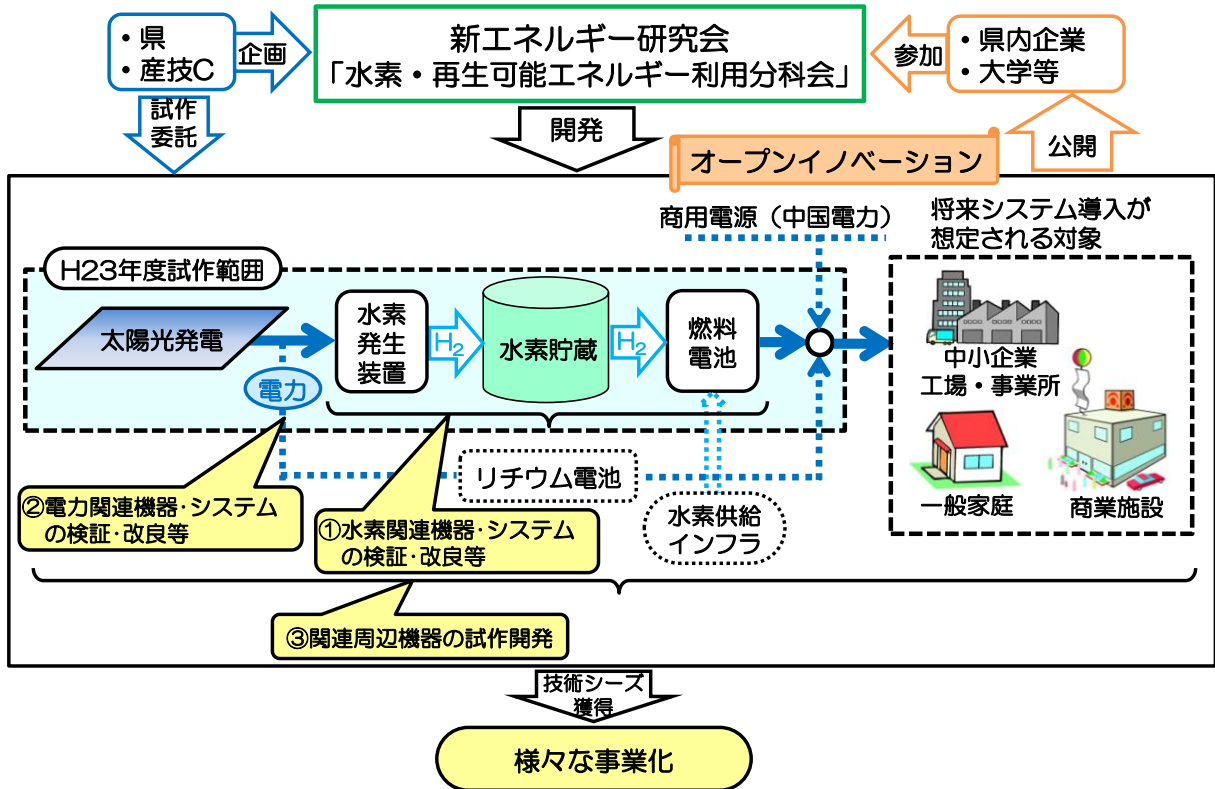 ・県
・産技C
企画
新エネルギー研究会
「水素・再生可能エネルギー利用分科会」
参加
・県内企業
・大学等
試作
委託
開発
公開
オープンイノベーション
商用電源（中国電力）
将来システム導入が
想定される対象
H23年度試作範囲
太陽光発電
水素
発生
装置
H2
水素貯蔵
H2
燃料
電池
電力
中小企業
工場・事業所
一般家庭
商業施設
リチウム電池
水素供給
インフラ
②電力関連機器・システム
の検証・改良等
①水素関連機器・システム
の検証・改良等
③関連周辺機器の試作開発
技術シーズ
獲得
様々な事業化